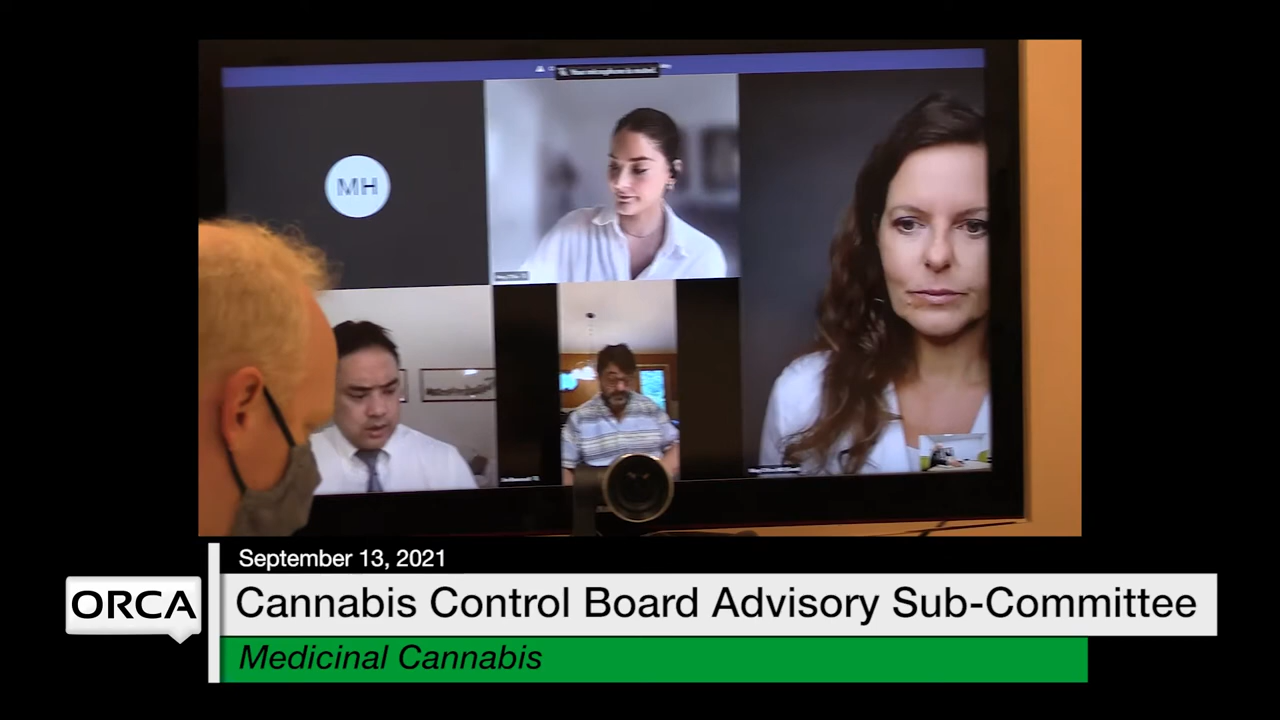 MH
September 13, 2021
ORCA
Cannabis Control Board Advisory Sub-Committee
Medicinal Cannabis